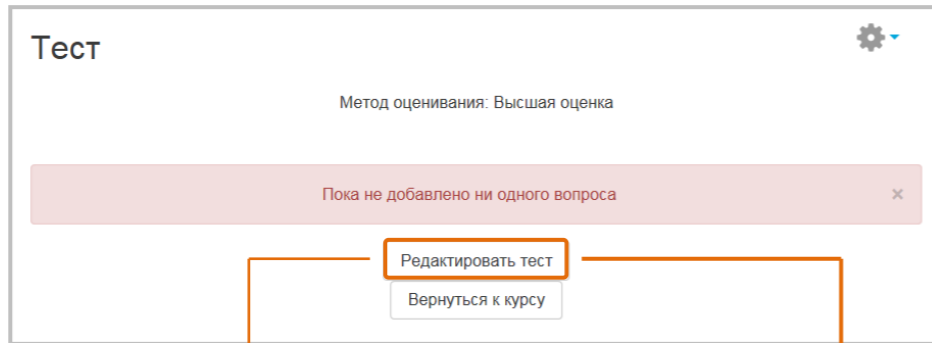 Тест
Метод оценивания: Высшая оценка
Пока не добавлено ни одного вопроса ×
Редактировать тест
Вернуться к курсу